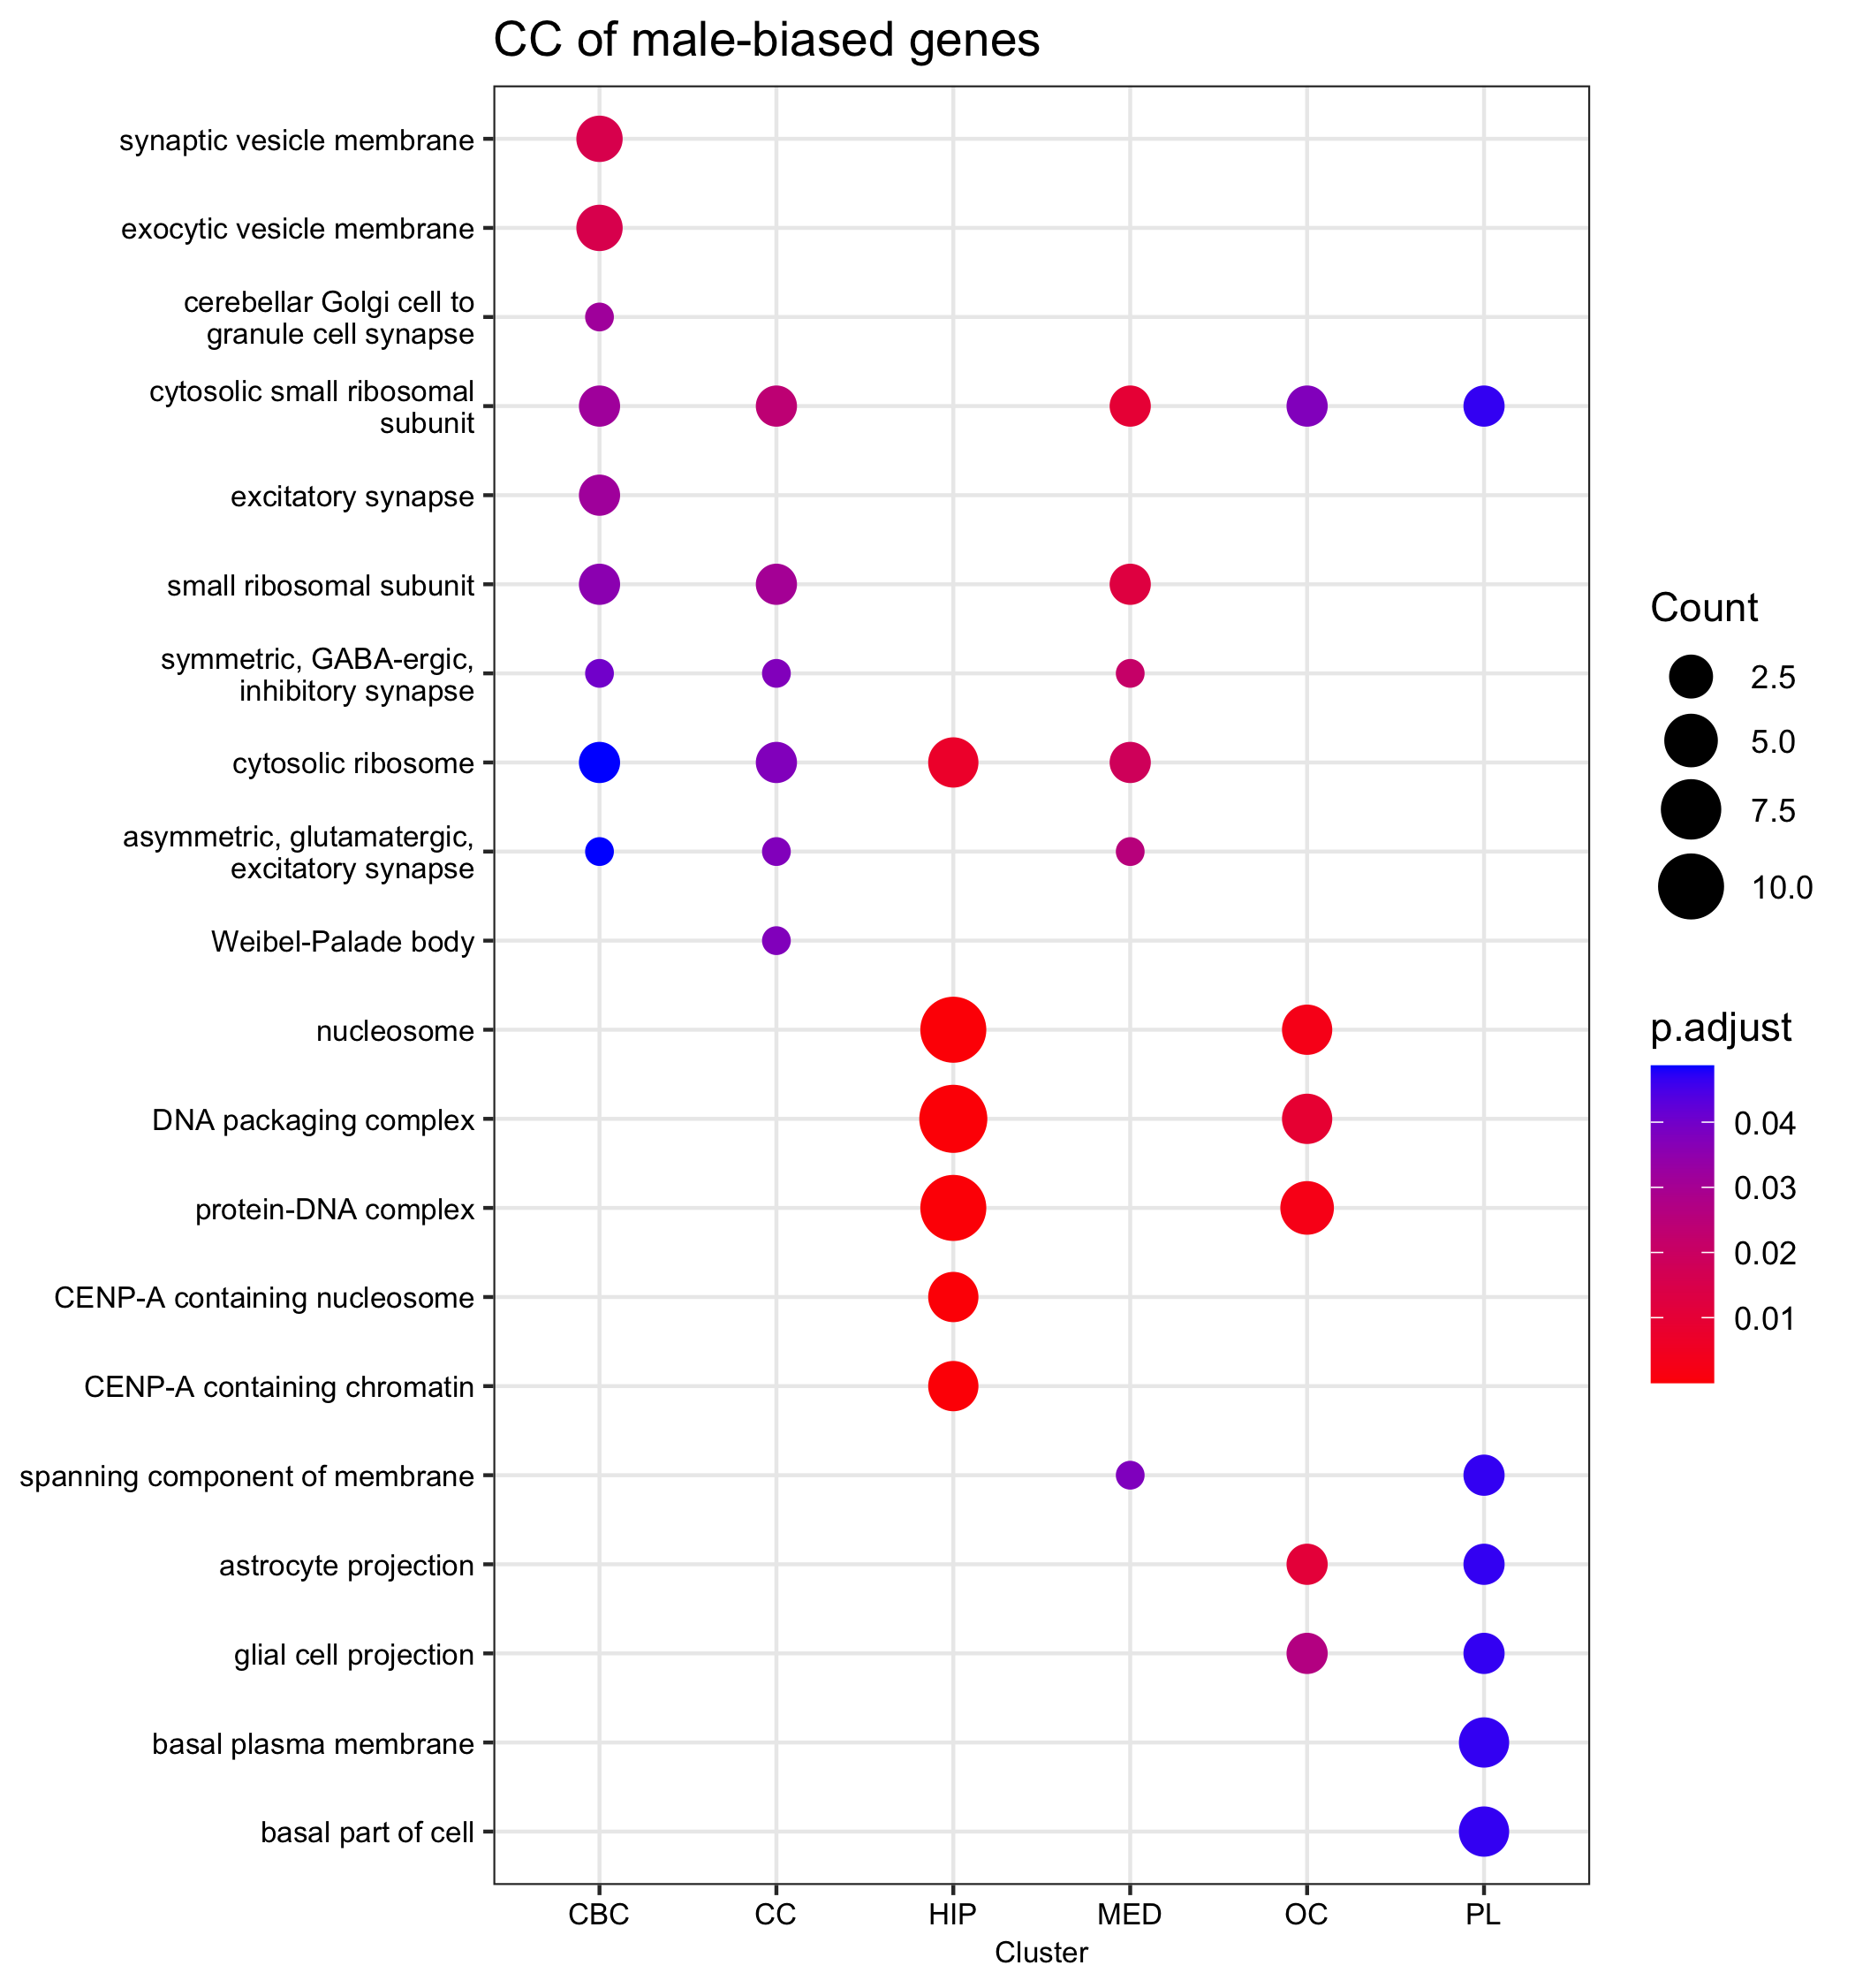 CC of male-biased genes
synaptic vesicle membrane
exocytic vesicle membrane
cerebellar Golgi cell to
granule cell synapse
cytosolic small ribosomal
subunit
excitatory synapse
small ribosomal subunit
symmetric, GABA-ergic,
inhibitory synapse
cytosolic ribosome
asymmetric, glutamatergic,
excitatory synapse
Weibel-Palade body
nucleosome
DNA packaging complex
protein-DNA complex
CENP-A containing nucleosome
CENP-A containing chromatin
spanning component of membrane
astrocyte projection
glial cell projection
basal plasma membrane
basal part of cell
CBC CC HIP MED OC PL
Cluster
Count
2.5
5.0
7.5
10.0
p.adjust
0.04
0.03
0.02
0.01